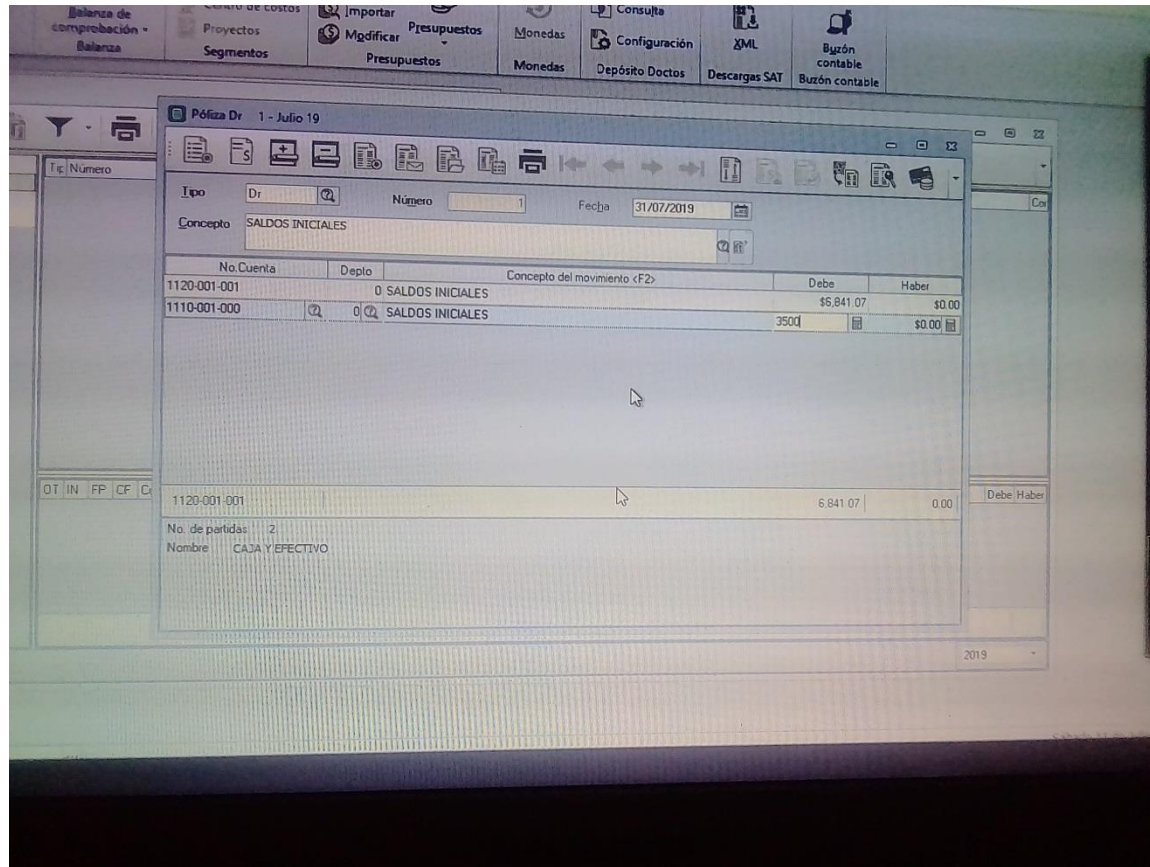 Balanza de
comprobación
Balanza
Centro de costos
Proyectos
Segmentos
Importar
Modificar
Presupuestos
Presupuestos
Monedas
Monedas
Consulta
Configuración
Depósito Doctos
XML
Descargas SAT
Buzón
contable
Buzón contable
Póliza Dr 1 - Julio 19
Tip Número
Tipo Dr Número 1 Fecha 31/07/2019
Concepto SALDOS INICIALES
No.Cuenta Depto Concepto del movimiento <F2> Debe Haber
1120-001-001 0 SALDOS INICIALES $6,841.07 $0.00
1110-001-000 0 SALDOS INICIALES 3500 $0.00
OT IN FP CF
Debe Haber
1120-001-001 6,841.07 0.00
No. de partidas 2
Nombre CAJA Y EFECTIVO
2019